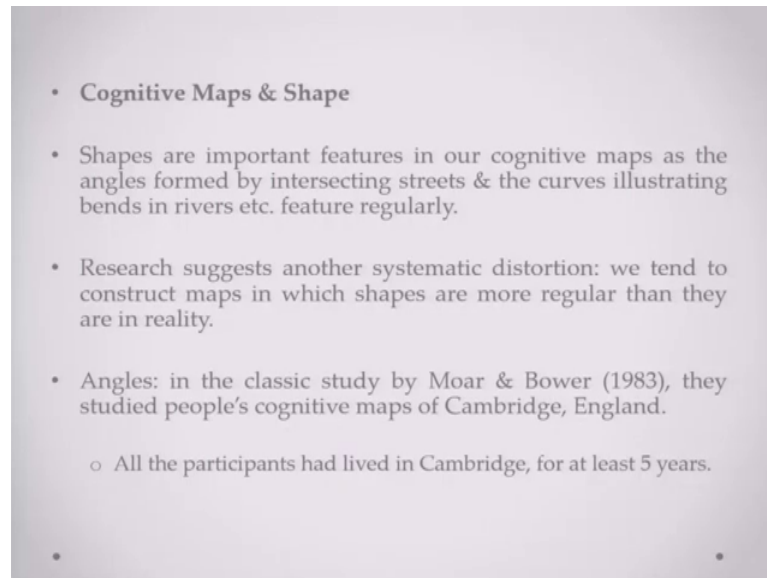 • Cognitive Maps & Shape
• Shapes are important features in our cognitive maps as the
angles formed by intersecting streets & the curves illustrating
bends in rivers etc. feature regularly.
• Research suggests another systematic distortion: we tend to
construct maps in which shapes are more regular than they
are in reality.
• Angles: in the classic study by Moar & Bower (1983), they
studied people's cognitive maps of Cambridge, England.
o All the participants had lived in Cambridge, for at least 5 years.